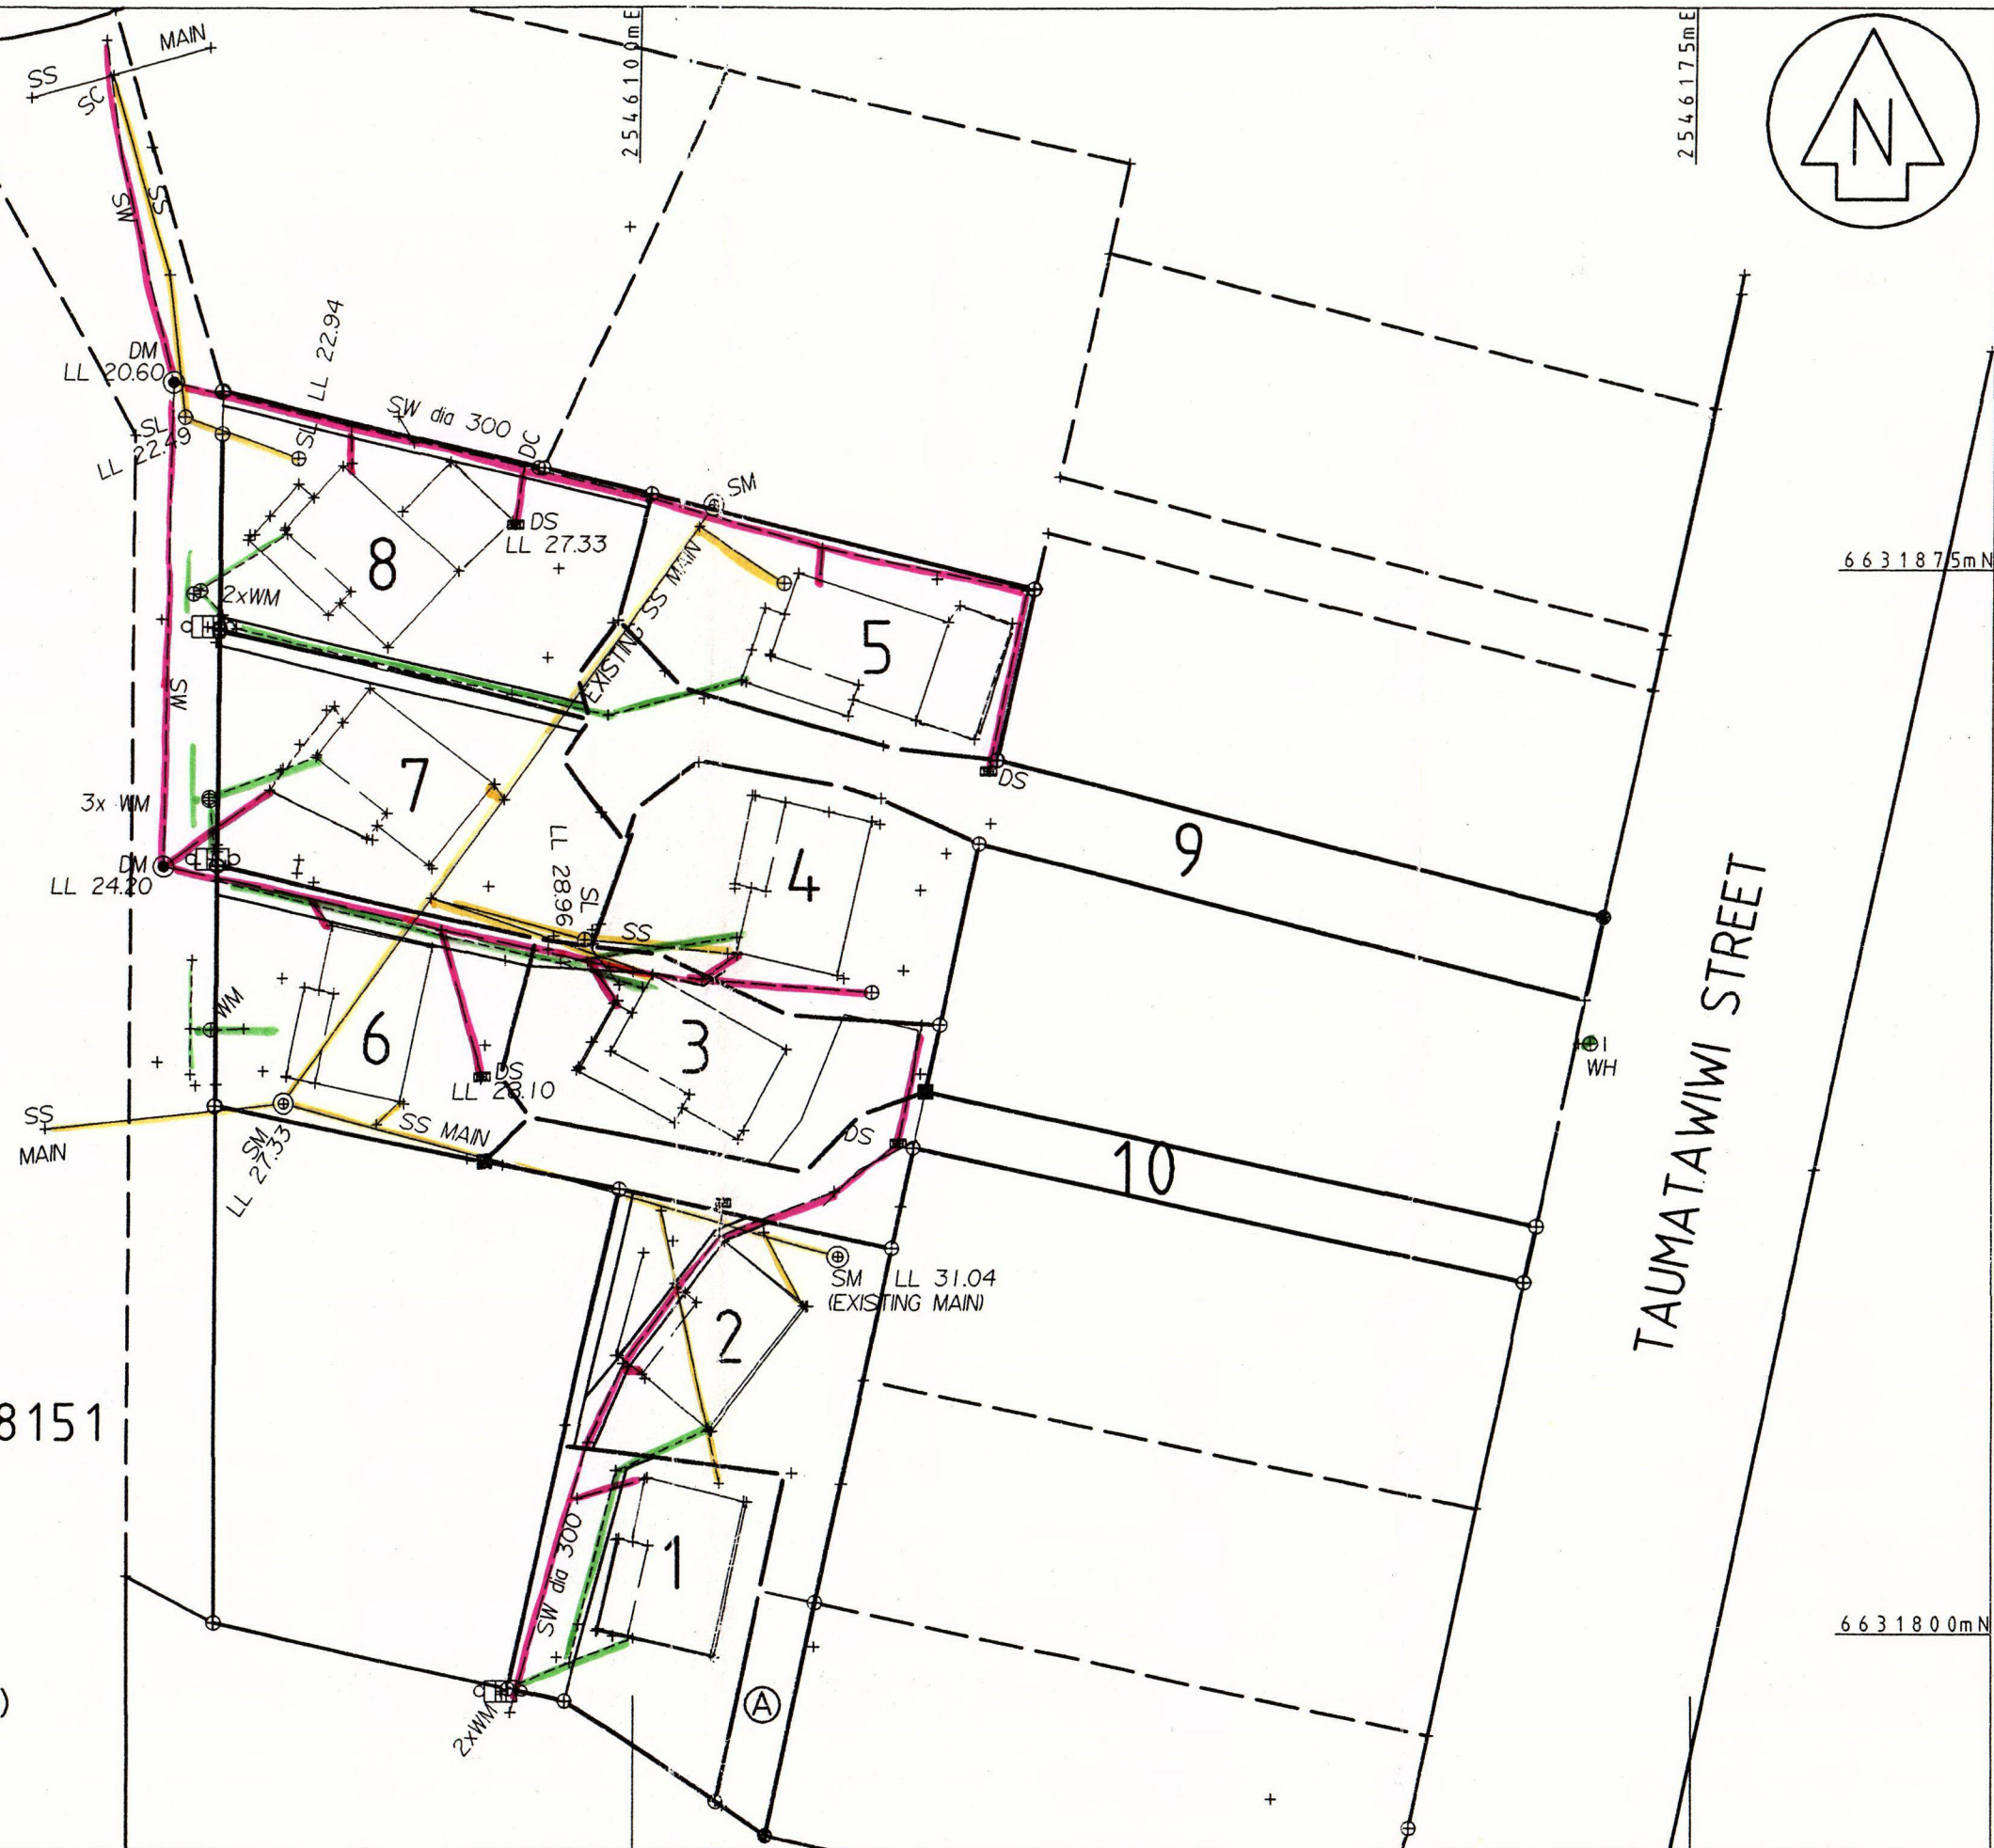 2546100mE
2546175mE
N
MAIN
SS
SC
SW
SS
LL 22.94
DM
LL 20.60
SL
LL 22.49
SL
SW dia 300
DC
SM
DS
LL 27.33
8
2xWM
EXISTING SS MAIN
5
6631875mN
SW
7
3x WM
DS
DM
LL 24.20
LL 28.96
SL
SS
4
9
WM
6
3
DS
LL 28.10
WH
TAUMATAWIWI STREET
SS
MAIN
SM
LL 27.33
SS MAIN
DS
10
SM LL 31.04
(EXISTING MAIN)
2
8151
SW dia 300
1
6631800mN
A
)
2xWM